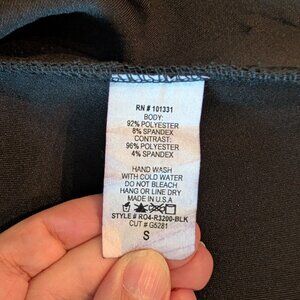 RN # 101331
BODY:
92% POLYESTER
8% SPANDEX
CONTRAST:
96% POLYESTER
4% SPANDEX
HAND WASH
WITH COLD WATER
DO NOT BLEACH
HANG OR LINE DRY
MADE IN U.S.A
STYLE # RO4-R3200-BLK
CUT # G5281
S